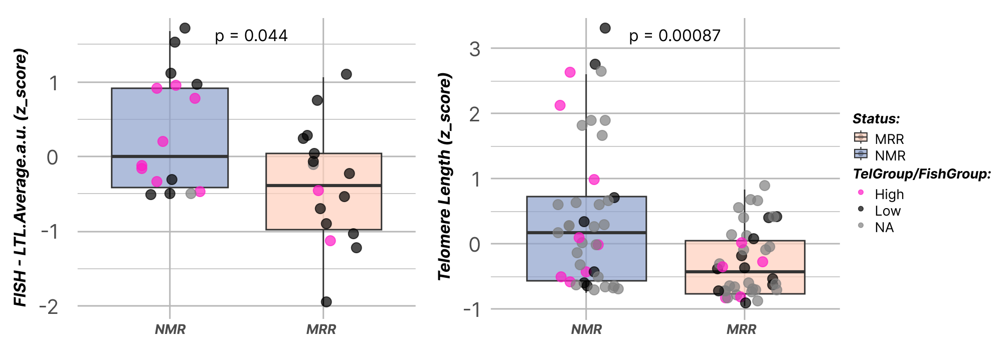 FISH - LTL.Average.a.u. (z_score)
1
0
-1
-2
p = 0.044
NMR
MRR
Telomere Length (z_score)
3
2
1
0
-1
p = 0.00087
NMR
MRR
Status:
MRR
NMR
TelGroup/FishGroup:
High
Low
NA